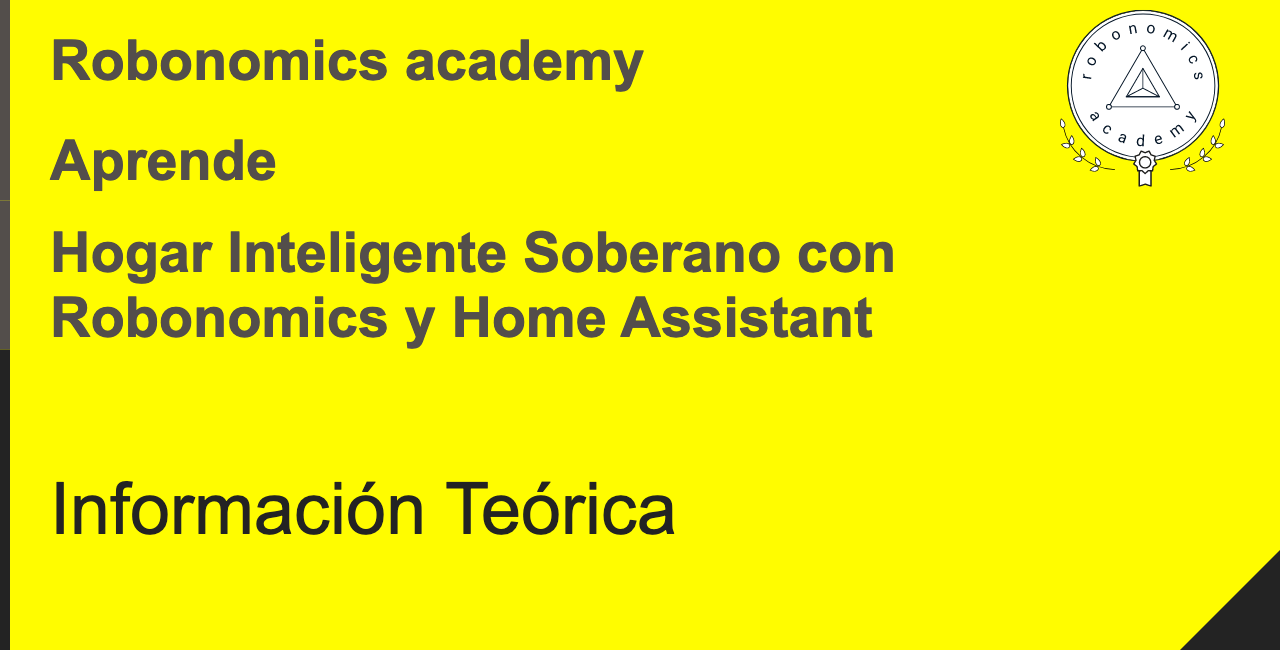 Robonomics academy
robonomics
academy
Aprende
Hogar Inteligente Soberano con
Robonomics y Home Assistant
Información Teórica